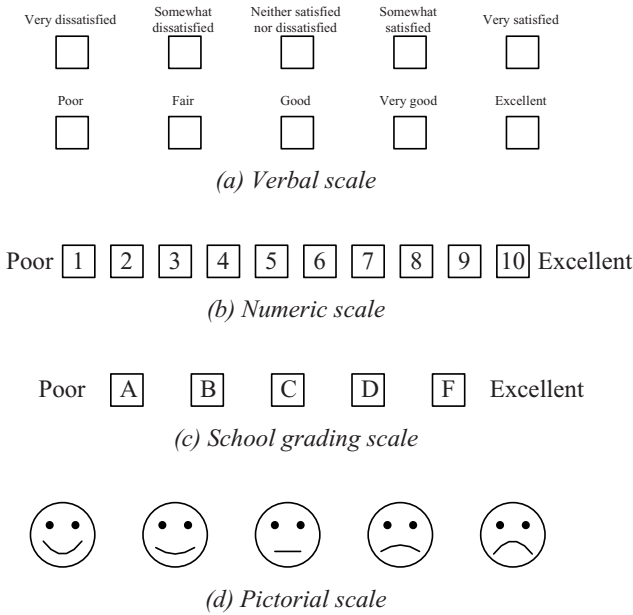 Very dissatisfied Somewhat dissatisfied Neither satisfied nor dissatisfied Somewhat satisfied Very satisfied
Poor Fair Good Very good Excellent
(a) Verbal scale
Poor 1 2 3 4 5 6 7 8 9 10 Excellent
(b) Numeric scale
Poor A B C D F Excellent
(c) School grading scale
(d) Pictorial scale